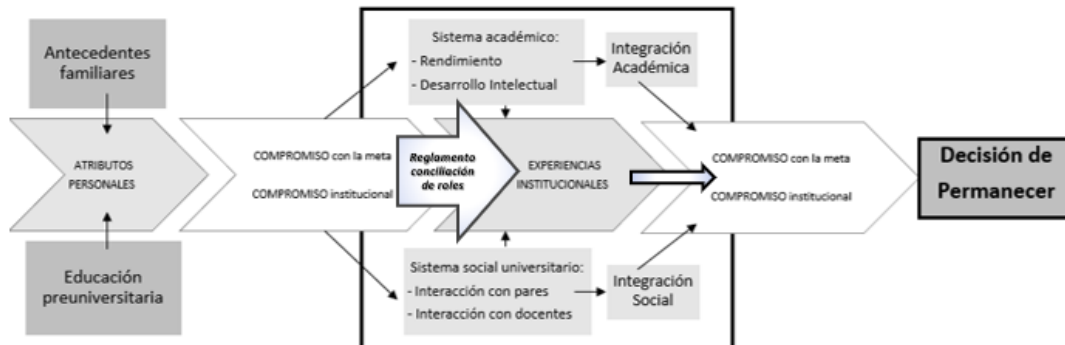 Antecedentes
familiares
ATRIBUTOS
PERSONALES
Educación
preuniversitaria
COMPROMISO con la meta
COMPROMISO institucional
Sistema académico:
- Rendimiento
- Desarrollo Intelectual
Reglamento
conciliación
de roles
EXPERIENCIAS
INSTITUCIONALES
Sistema social universitario:
- Interacción con pares
- Interacción con docentes
Integración
Académica
COMPROMISO con la meta
COMPROMISO institucional
Integración
Social
Decisión de
Permanecer